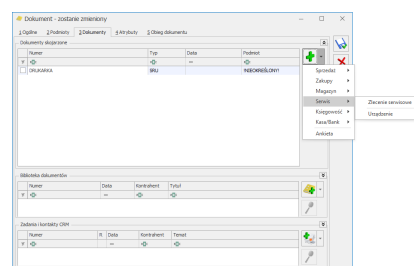 Dokument - zostanie zmieniony
1 Ogólne 2 Podmioty 3 Dokumenty 4 Atrybuty 5 Obieg dokumentu
Dokumenty skojarzone
Numer Typ Data Podmiot
DRUKARKA SRU !NIEOKREŚLONY!
Sprzedaż
Zakupy
Magazyn
Serwis
Zlecenie serwisowe
Księgowość
Urządzenie
Kasa/Bank
Ankieta
Biblioteka dokumentów
Numer Data Kontrahent Tytuł
Zadania i kontakty CRM
Numer R Data Kontrahent Temat